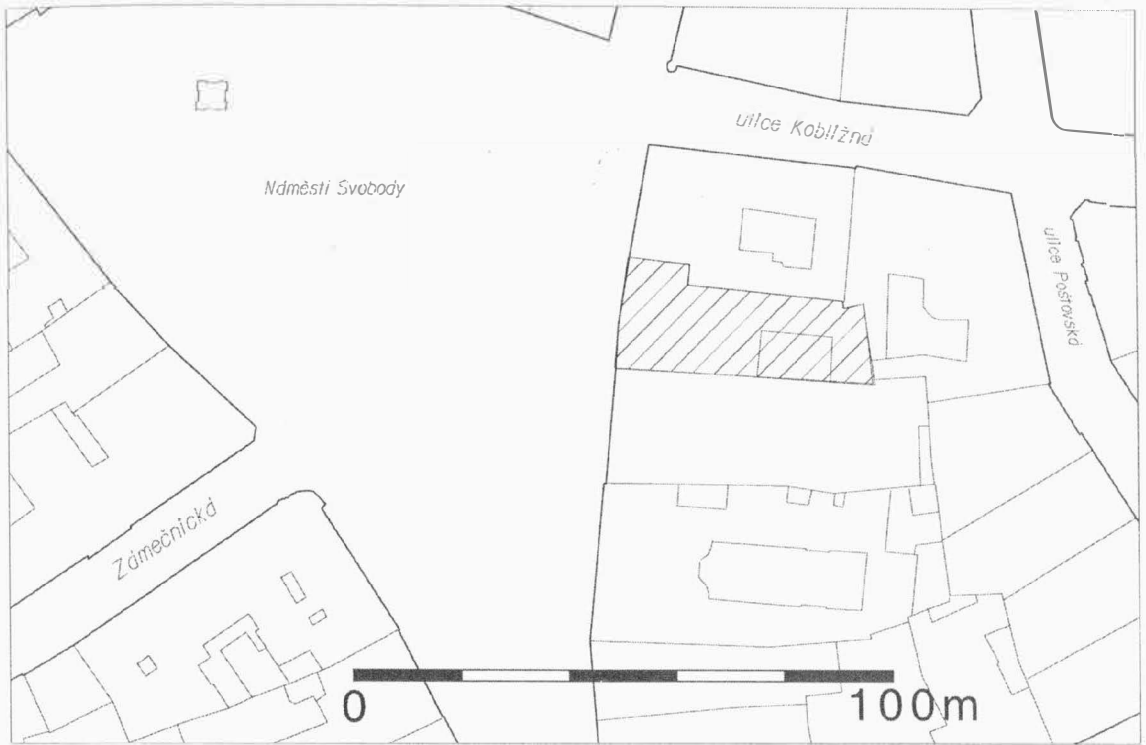 ulice Kobližná
Náměstí Svobody
ulice Poštovská
Zámečnická
0
100m